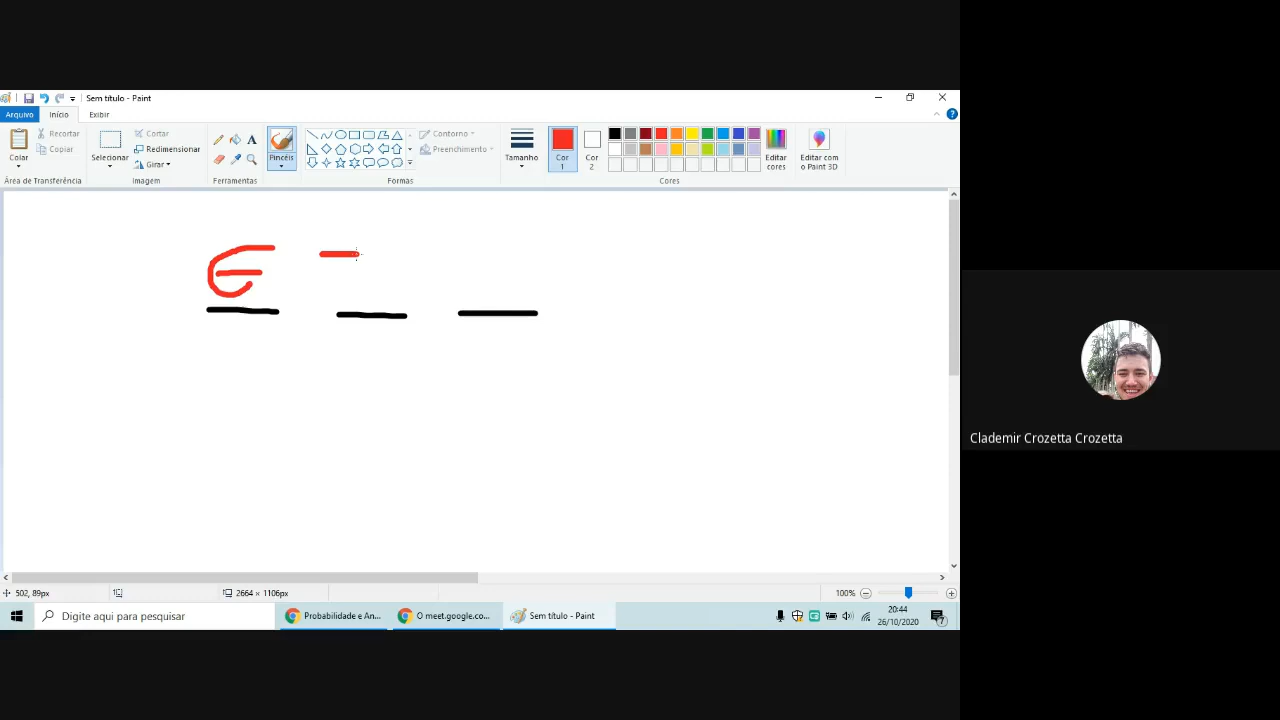 Sem título - Paint
Arquivo Início Exibir
Colar
Recortar
Copiar
Área de Transferência
Selecionar
Cortar
Redimensionar
Girar
Imagem
A
Ferramentas
Pincéis
Contorno
Preenchimento
Formas
Tamanho
Cor 1
Cor 2
Editar cores
Cores
Editar com o Paint 3D
E
Clademir Crozetta Crozetta
502, 89px
2664 × 1106px
100%
Digite aqui para pesquisar
Probabilidade e An...
O meet.google.co...
Sem título - Paint
20:44
26/10/2020
7